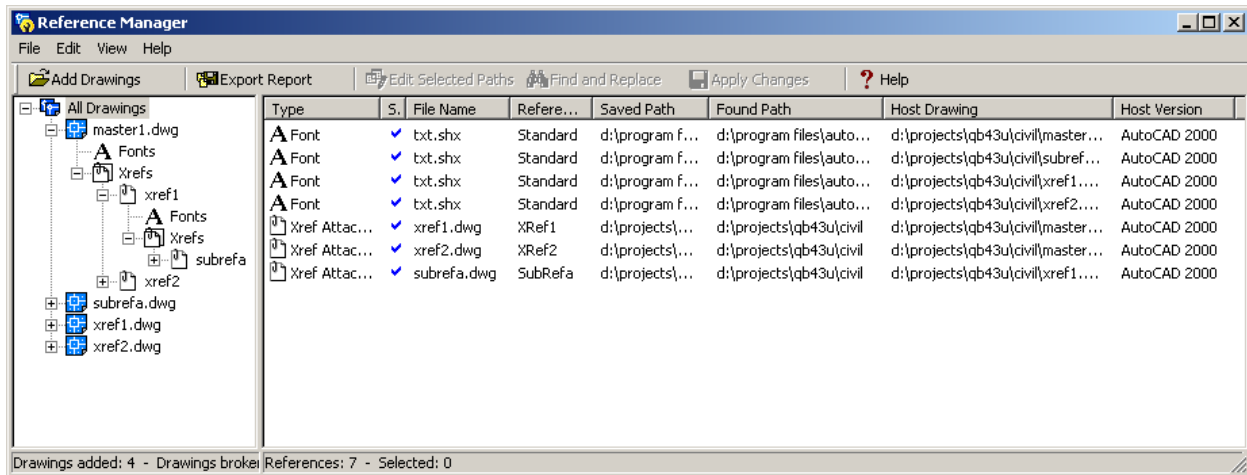 Reference Manager
File Edit View Help
Add Drawings Export Report Edit Selected Paths Find and Replace Apply Changes ? Help
All Drawings
master1.dwg
A Fonts
Xrefs
xref1
A Fonts
Xrefs
subrefa
xref2
subrefa.dwg
xref1.dwg
xref2.dwg
Type S. File Name Refere... Saved Path Found Path Host Drawing Host Version
A Font txt.shx Standard d:\program f... d:\program files\auto... d:\projects\qb43u\civil\master... AutoCAD 2000
A Font txt.shx Standard d:\program f... d:\program files\auto... d:\projects\qb43u\civil\subref... AutoCAD 2000
A Font txt.shx Standard d:\program f... d:\program files\auto... d:\projects\qb43u\civil\xref1.... AutoCAD 2000
A Font txt.shx Standard d:\program f... d:\program files\auto... d:\projects\qb43u\civil\xref2.... AutoCAD 2000
Xref Attac... xref1.dwg XRef1 d:\projects\... d:\projects\qb43u\civil d:\projects\qb43u\civil\master... AutoCAD 2000
Xref Attac... xref2.dwg XRef2 d:\projects\... d:\projects\qb43u\civil d:\projects\qb43u\civil\master... AutoCAD 2000
Xref Attac... subrefa.dwg SubRefa d:\projects\... d:\projects\qb43u\civil d:\projects\qb43u\civil\xref1.... AutoCAD 2000
Drawings added: 4 - Drawings broke References: 7 - Selected: 0